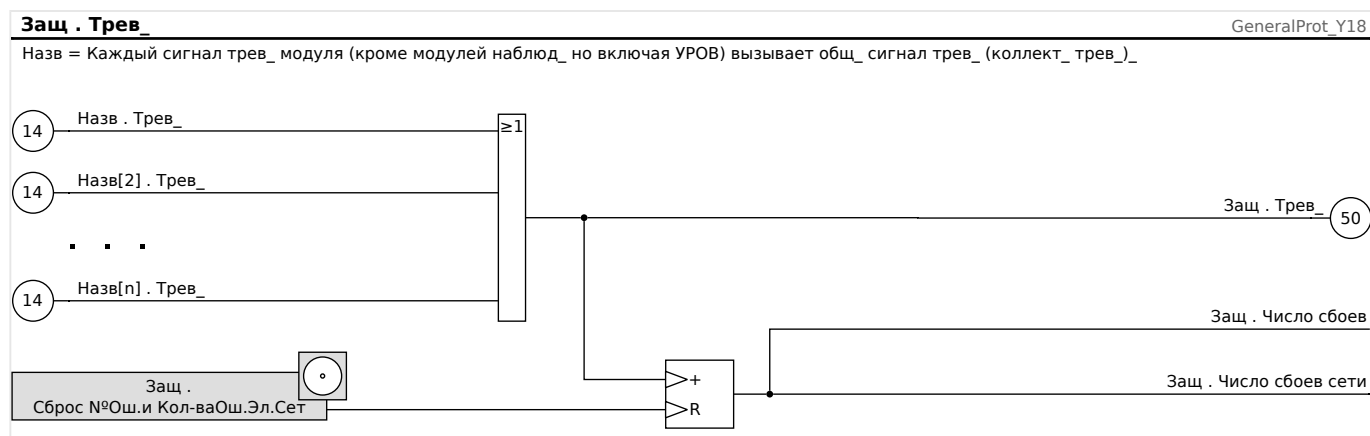 Защ . Трев_
GeneralProt_Y18
Назв = Каждый сигнал трев_ модуля (кроме модулей наблюд_ но включая УРОВ) вызывает общ_ сигнал трев_ (коллект_ трев_)_
14
Назв . Трев_
≥1
14
Назв[2] . Трев_
Защ . Трев_
50
. . .
14
Назв[n] . Трев_
Защ . Число сбоев
Защ .
Сброс №Ош.и Кол-ваОш.Эл.Сет
+
R
Защ . Число сбоев сети